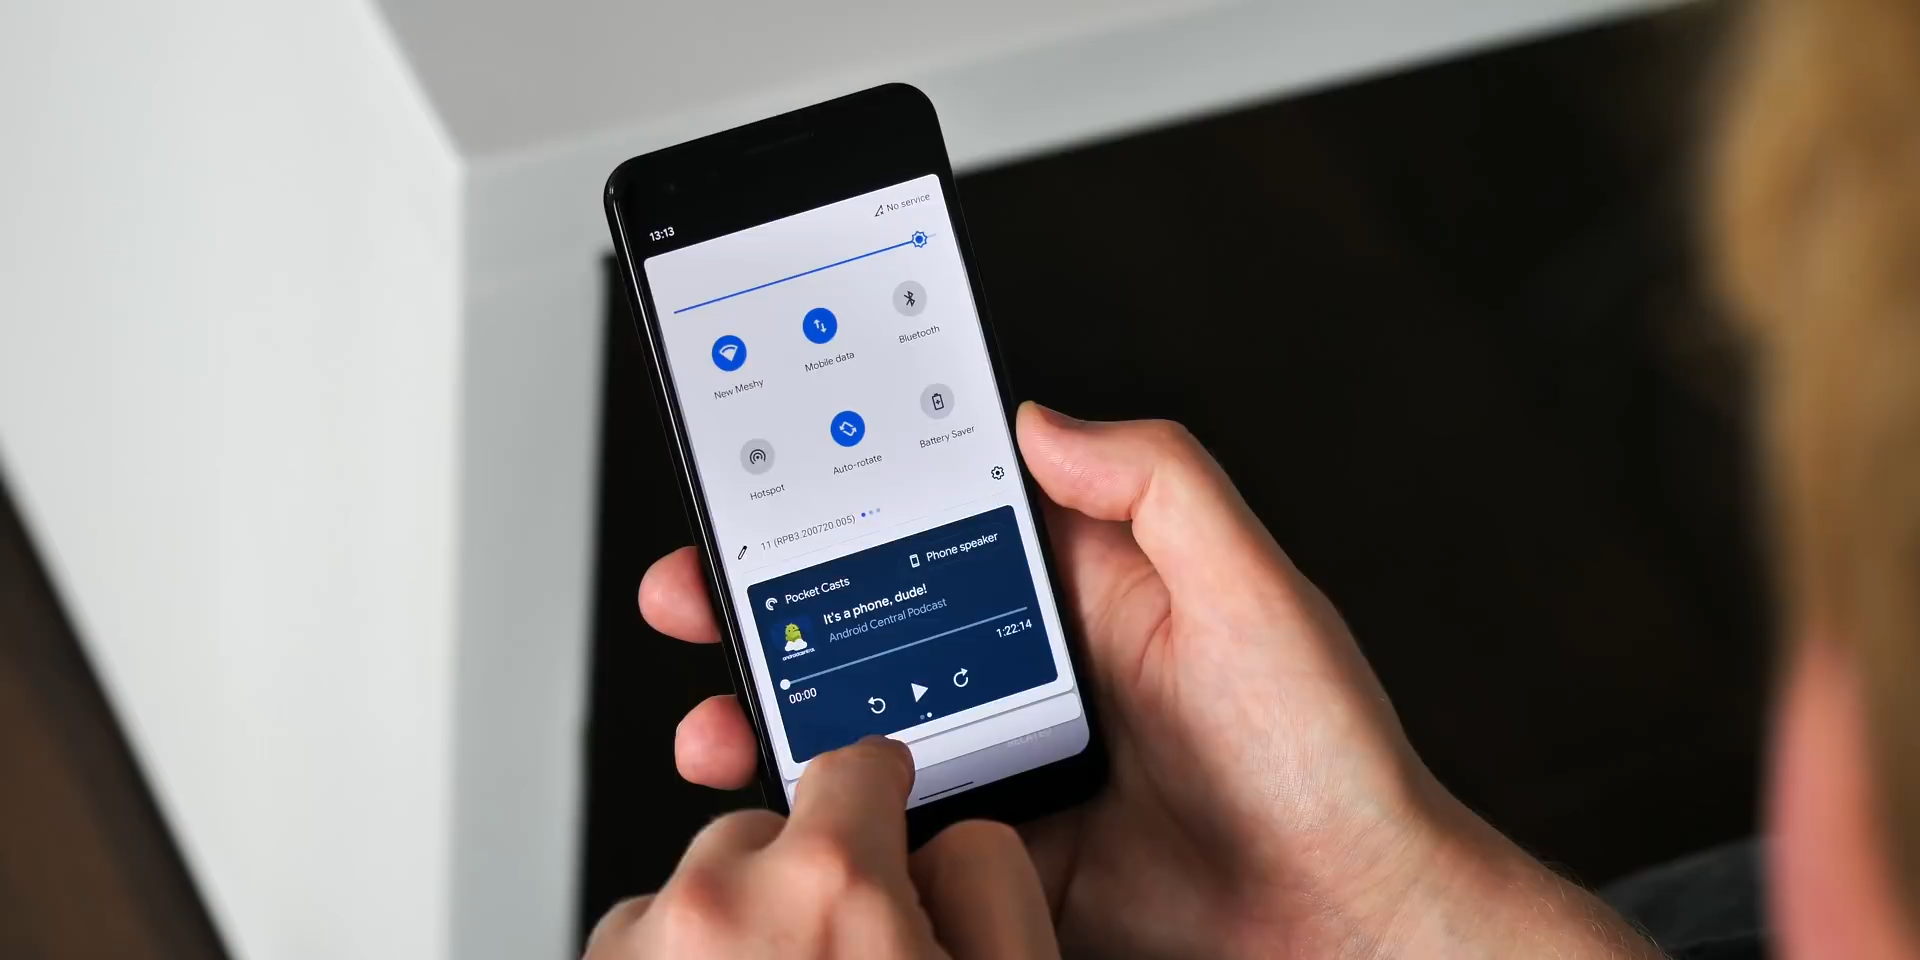 13:13
No service
New Meshy
Mobile data
Bluetooth
Hotspot
Auto-rotate
Battery Saver
11 (RPB3.200720.005)
Pocket Casts
Phone speaker
It's a phone, dude!
Android Central Podcast
androidcentral
00:00
1:22:14